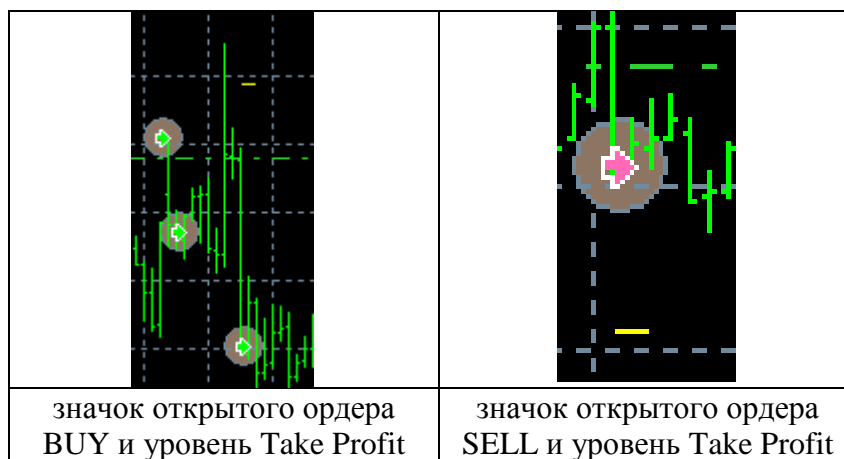 значок открытого ордера
BUY и уровень Take Profit
значок открытого ордера
SELL и уровень Take Profit